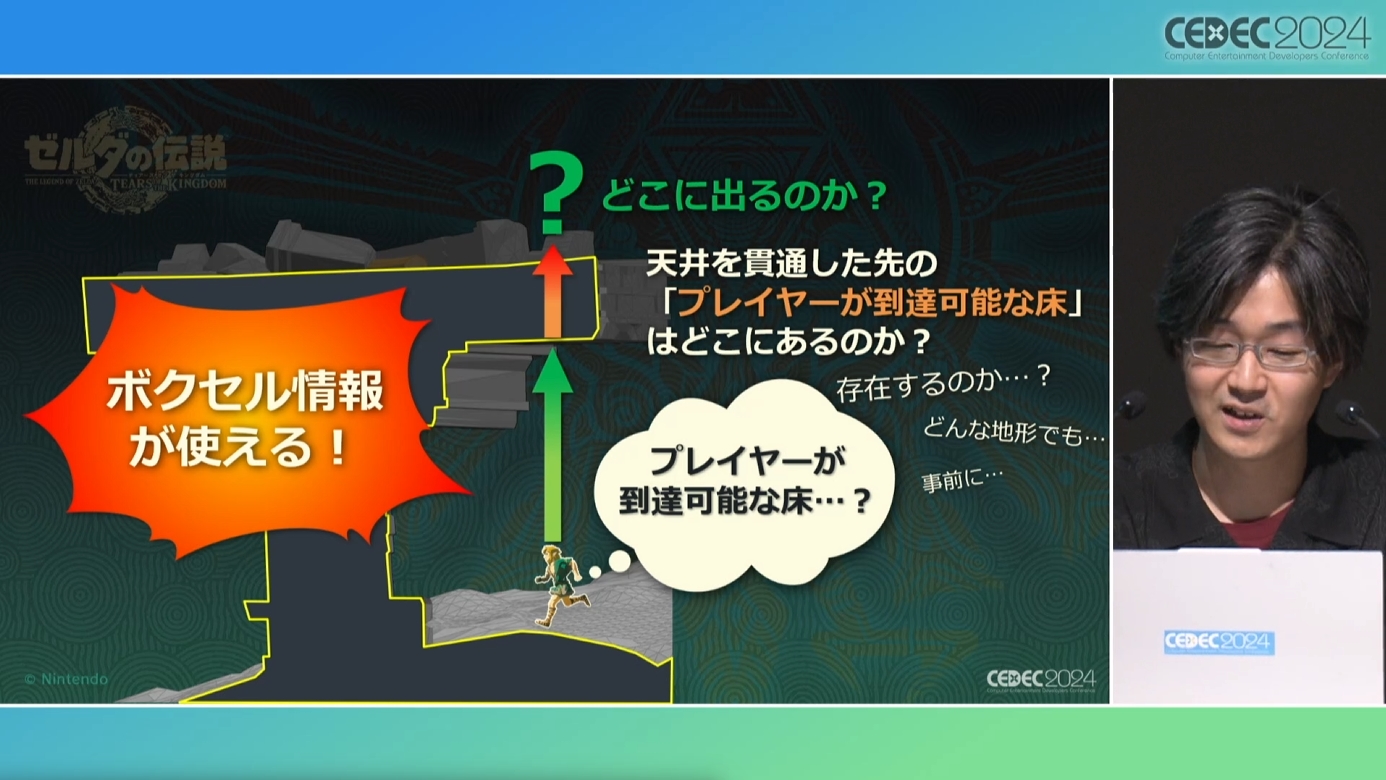 CEDEC2024
Computer Entertainment Developers Conference
ゼルダの伝説
THE LEGEND OF ZELDA
TEARS OF THE KINGDOM
? どこに出るのか？
天井を貫通した先の
「プレイヤーが到達可能な床」
はどこにあるのか？
存在するのか…？
どんな地形でも…
事前に…
ボクセル情報
が使える！
プレイヤーが
到達可能な床…？
© Nintendo
CEDEC2024
CEDEC2024